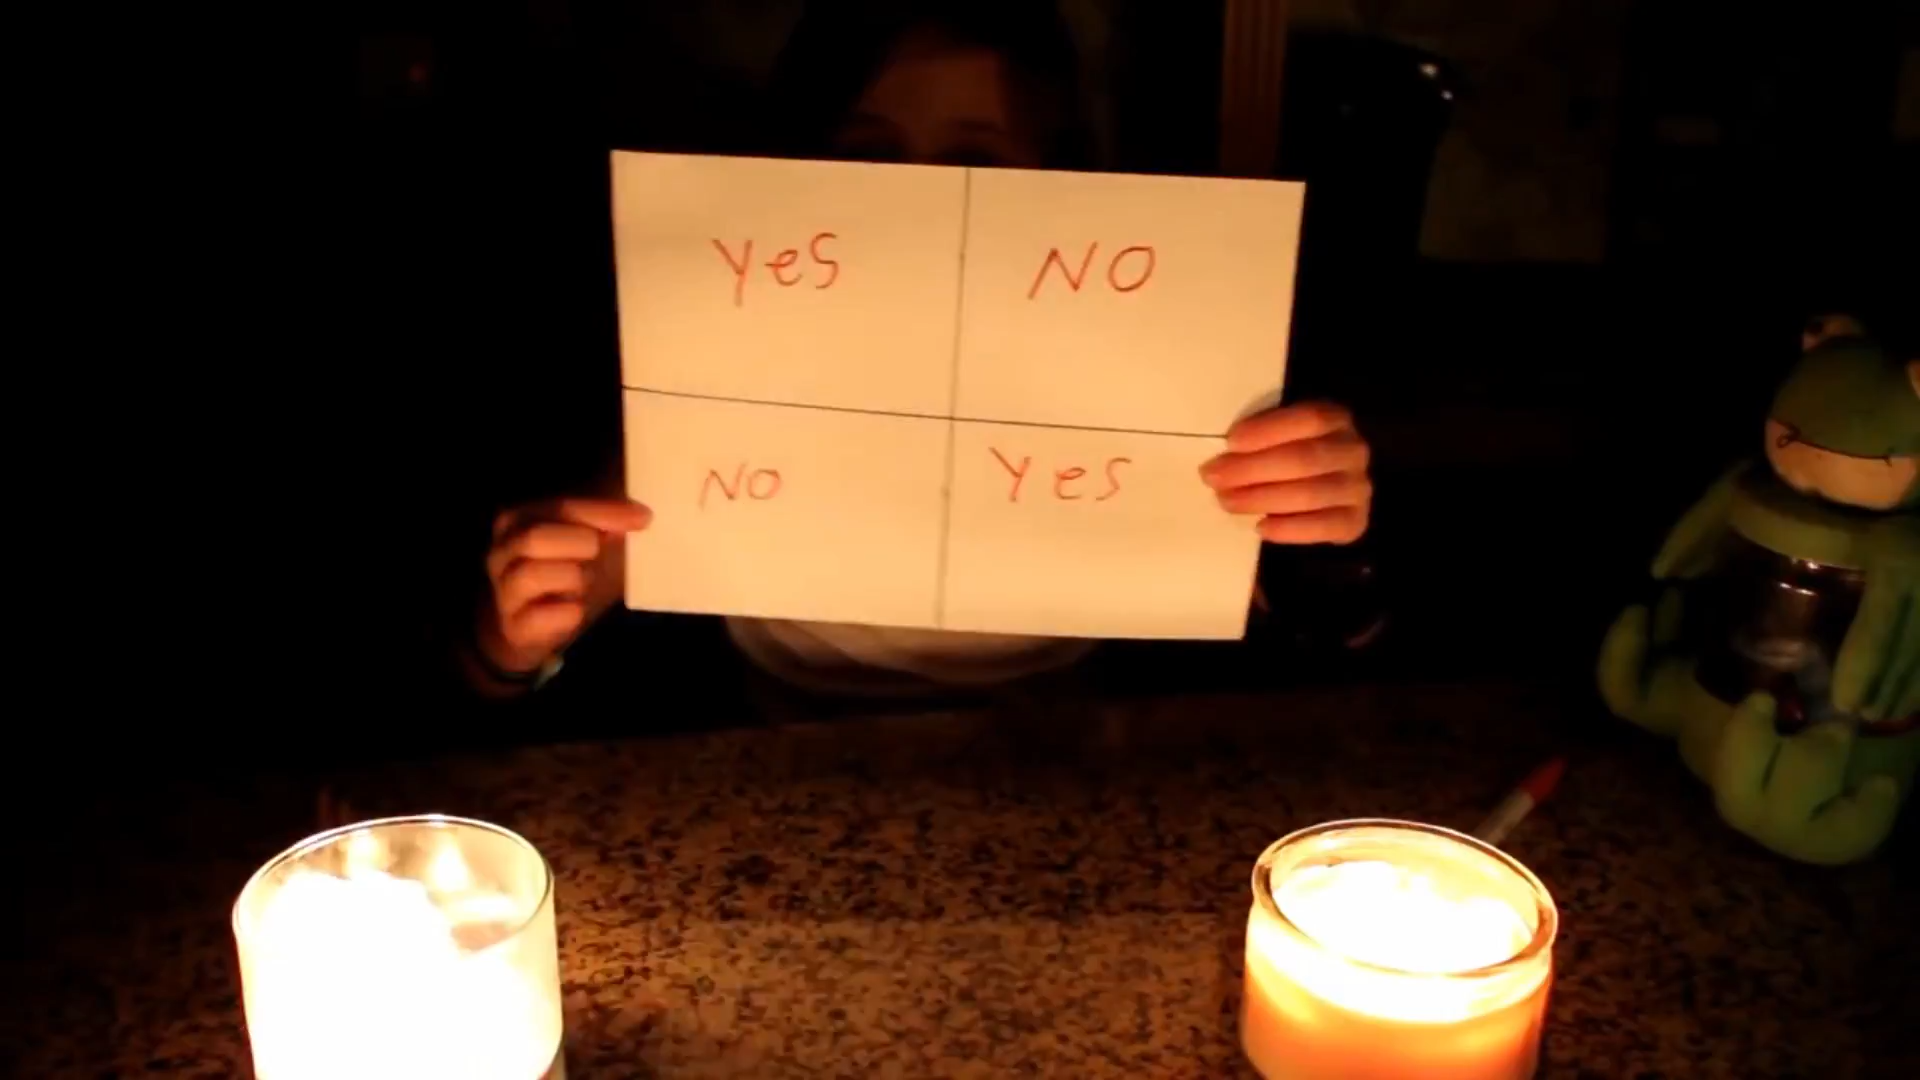 Yes NO
NO Yes